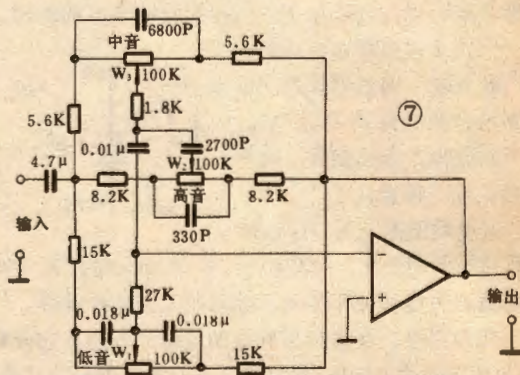 6800P
中音
5.6K
W₃ 100K
⑦
1.8K
5.6K
0.01μ
2700P
4.7μ
W₂ 100K
8.2K
高音
8.2K
输入
330P
15K
−
27K
+
输出
0.018μ
0.018μ
低音
W₁
100K
15K